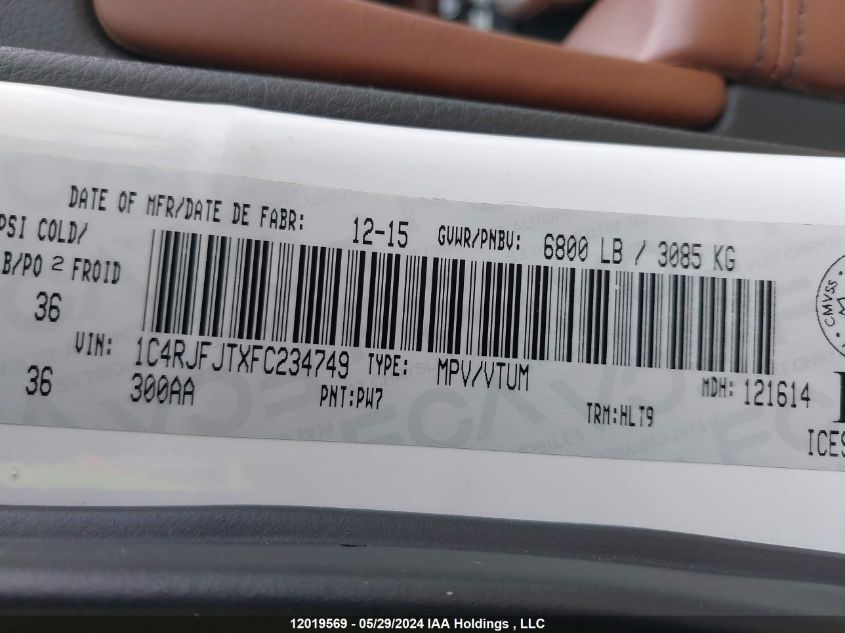 DATE OF MFR/DATE DE FABR: 12-15 GVWR/PNBV: 6800 LB / 3085 KG
PSI COLD/
B/PO 2 FROID
36
VIN: 1C4RJFJTXFC234749 TYPE: MPV/VTUM MDH: 121614
36 300AA PNT:PW7 TRM:HLT9
CMVSS
12019569 - 05/29/2024 IAA Holdings , LLC